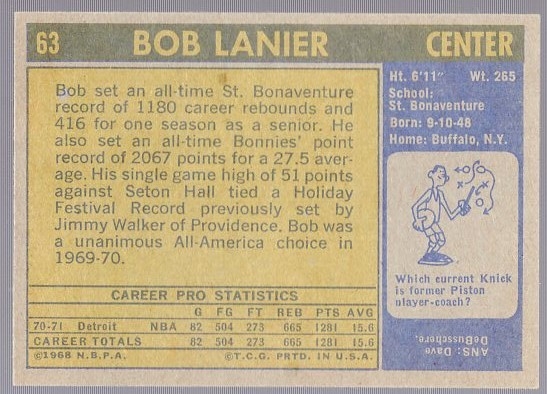 63 BOB LANIER CENTER
Bob set an all-time St. Bonaventure
record of 1180 career rebounds and
416 for one season as a senior. He
also set an all-time Bonnies' point
record of 2067 points for a 27.5 aver-
age. His single game high of 51 points
against Seton Hall tied a Holiday
Festival Record previously set by
Jimmy Walker of Providence. Bob was
a unanimous All-America choice in
1969-70.
CAREER PRO STATISTICS
G FG FT REB PTS AVG
70-71 Detroit NBA 82 504 273 665 1281 15.6
CAREER TOTALS 82 504 273 665 1281 15.6
©1968 N.B.P.A. ©T.C.G. PRTD. IN U.S.A.
Ht. 6'11" Wt. 265
School:
St. Bonaventure
Born: 9-10-48
Home: Buffalo, N.Y.
Which current Knick
is former Piston
player-coach?
ANS: Dave
DeBusschere.